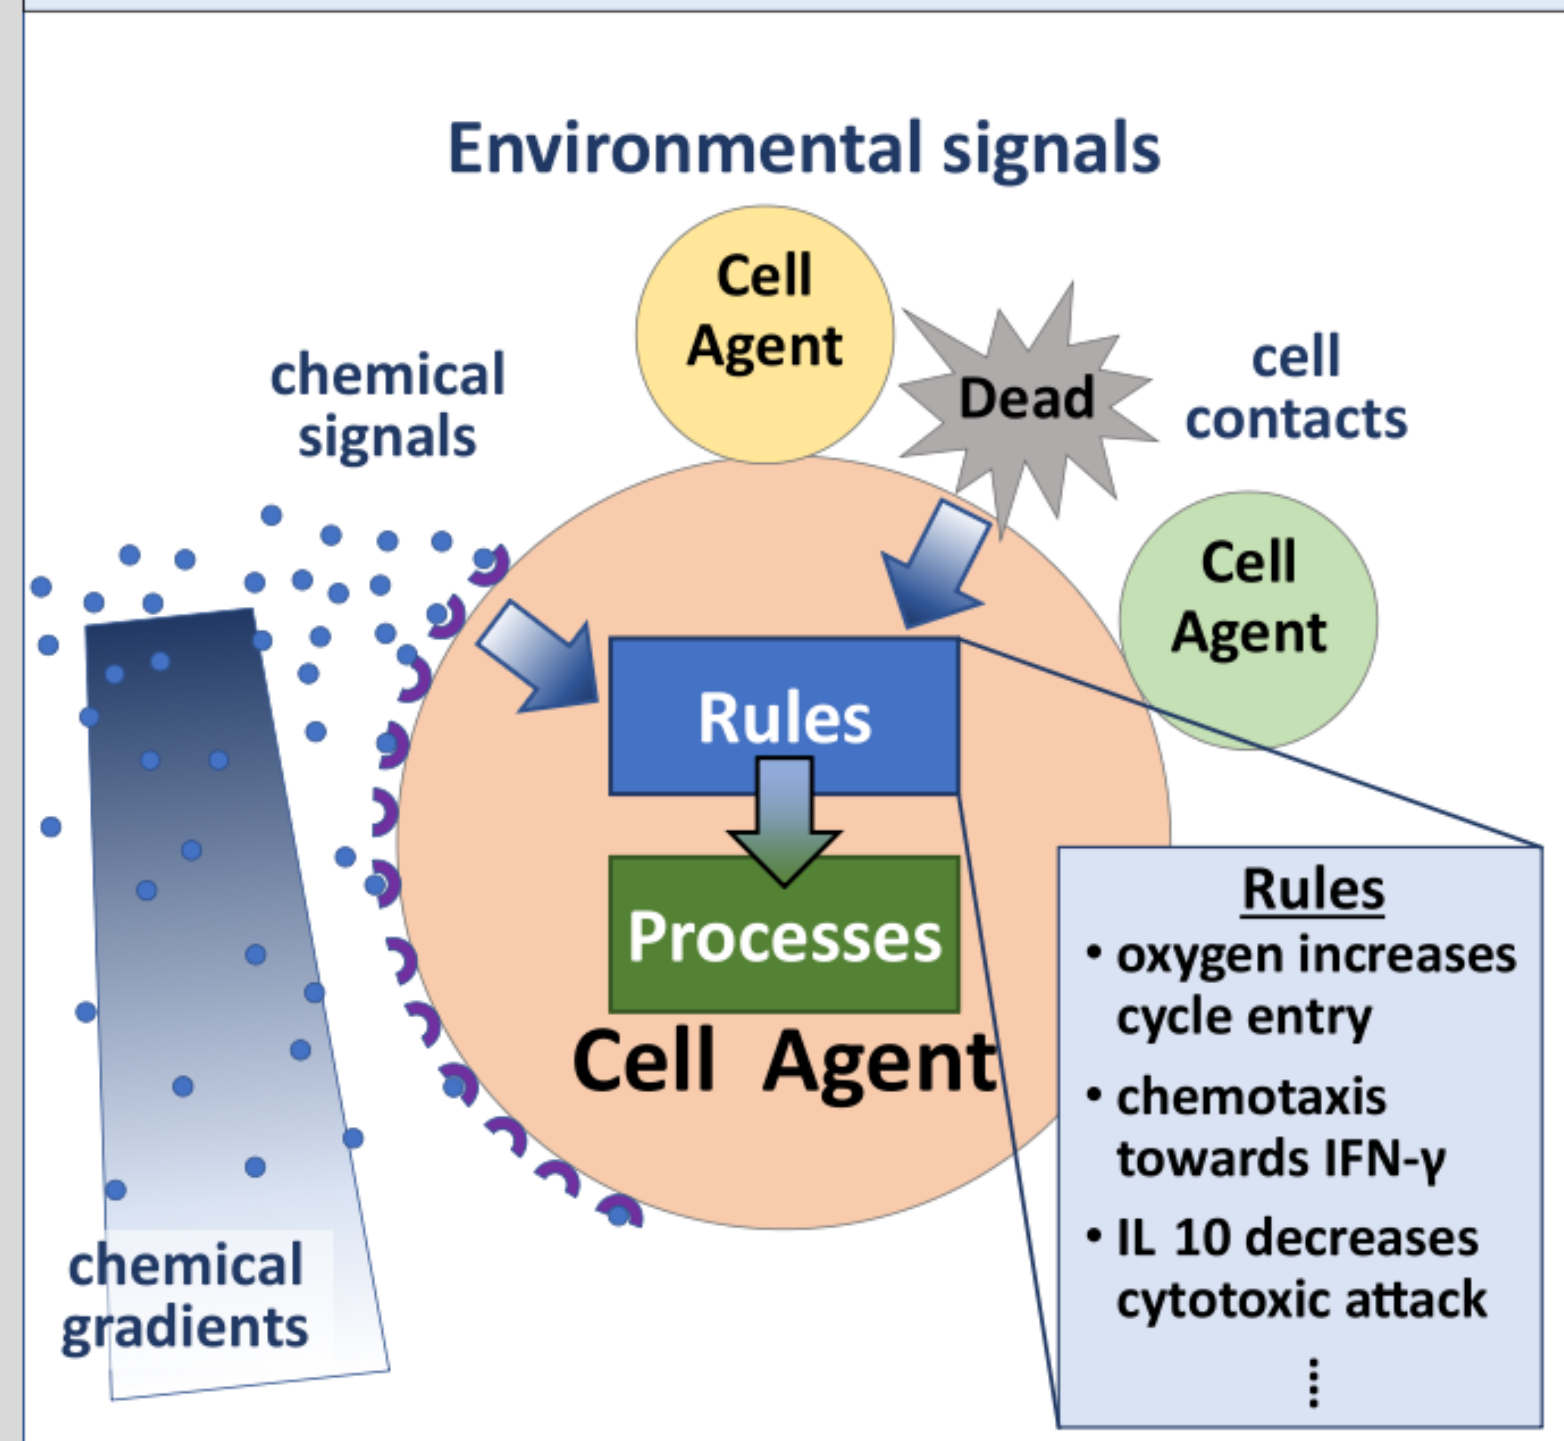 Environmental signals
Cell
Agent
Dead
cell
contacts
chemical
signals
Cell
Agent
Rules
Processes
Cell Agent
chemical
gradients
Rules
• oxygen increases
cycle entry
• chemotaxis
towards IFN-γ
• IL 10 decreases
cytotoxic attack
⁞